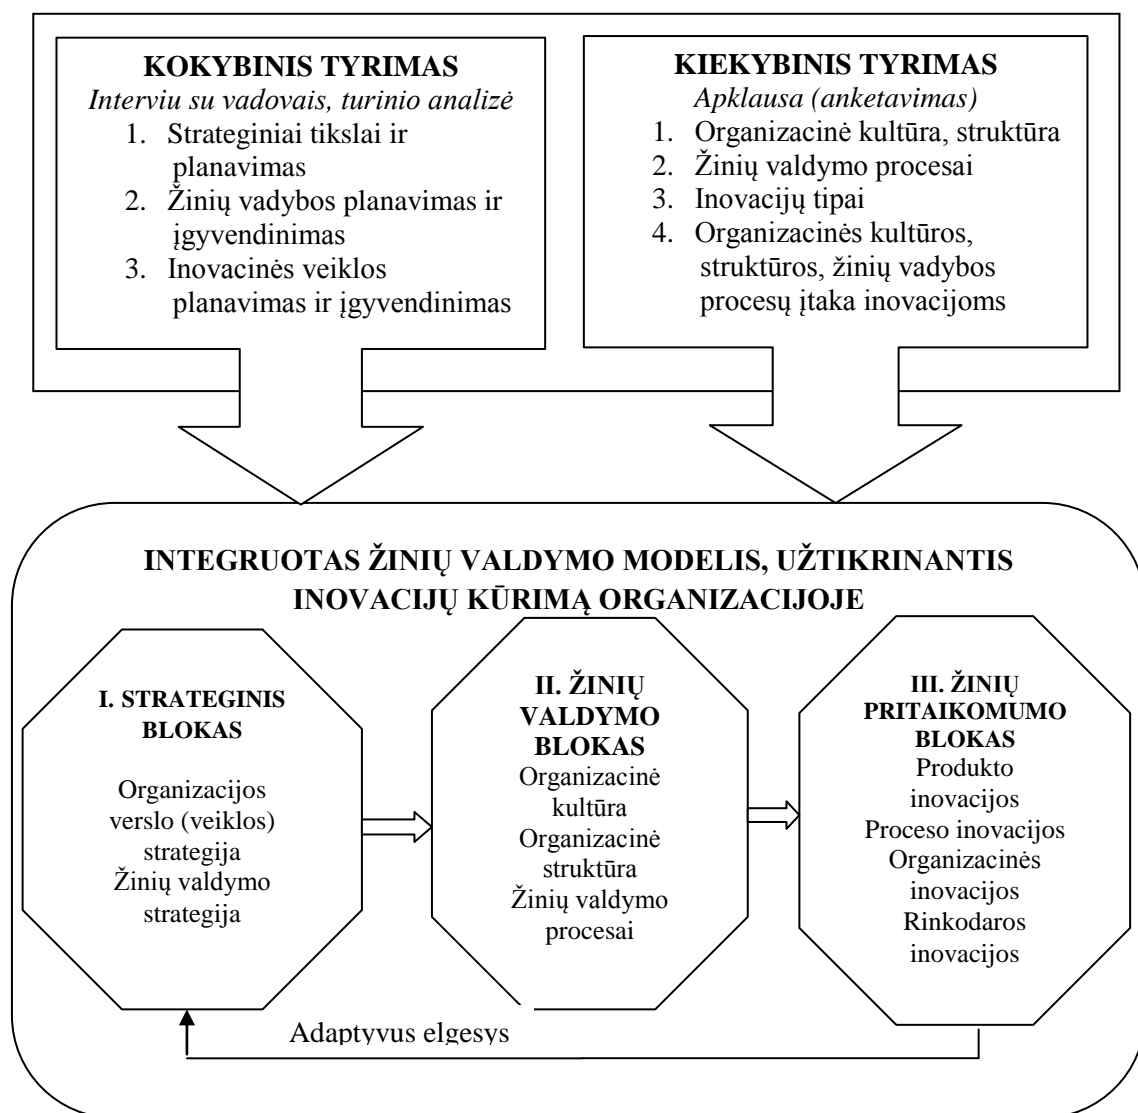 KOKYBINIS TYRIMAS
Interviu su vadovais, turinio analizė
1. Strateginiai tikslai ir
planavimas
2. Žinių vadybos planavimas ir
įgyvendinimas
3. Inovacinės veiklos
planavimas ir įgyvendinimas
KIEKYBINIS TYRIMAS
Apklausa (anketavimas)
1. Organizacinė kultūra, struktūra
2. Žinių valdymo procesai
3. Inovacijų tipai
4. Organizacinės kultūros,
struktūros, žinių vadybos
procesų įtaka inovacijoms
INTEGRUOTAS ŽINIŲ VALDYMO MODELIS, UŽTIKRINANTIS
INOVACIJŲ KŪRIMĄ ORGANIZACIJOJE
I. STRATEGINIS
BLOKAS
Organizacijos
verslo (veiklos)
strategija
Žinių valdymo
strategija
II. ŽINIŲ
VALDYMO
BLOKAS
Organizacinė
kultūra
Organizacinė
struktūra
Žinių valdymo
procesai
III. ŽINIŲ
PRITAIKOMUMO
BLOKAS
Produkto
inovacijos
Proceso inovacijos
Organizacinės
inovacijos
Rinkodaros
inovacijos
Adaptyvus elgesys